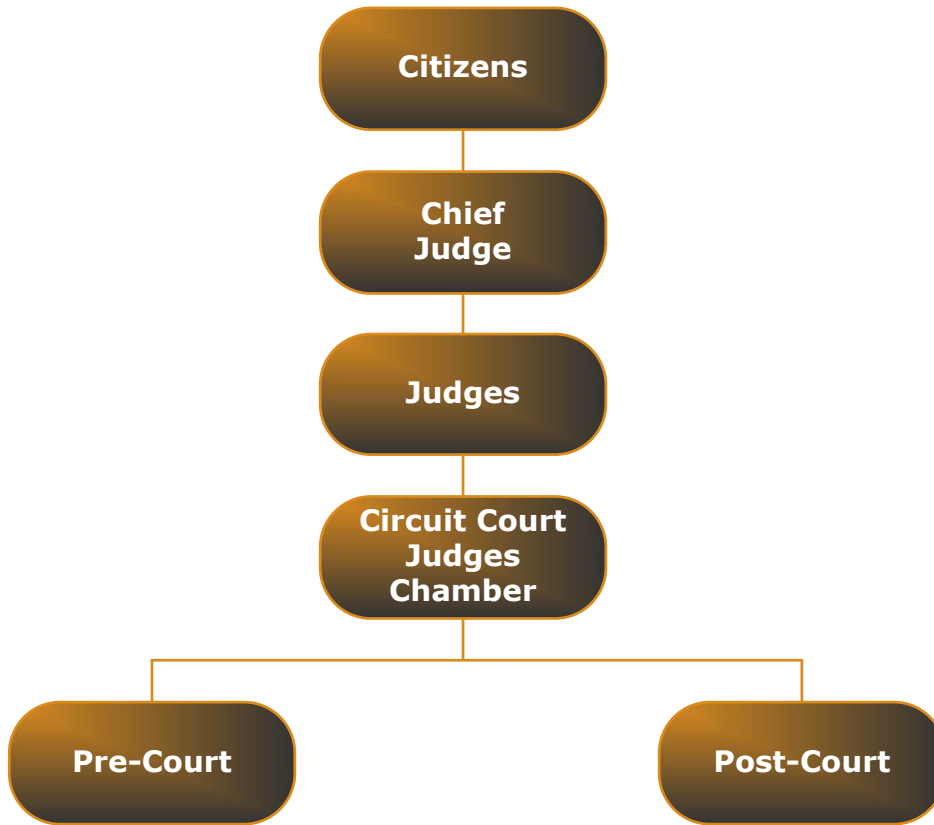 Citizens
Chief
Judge
Judges
Circuit Court
Judges
Chamber
Pre-Court
Post-Court